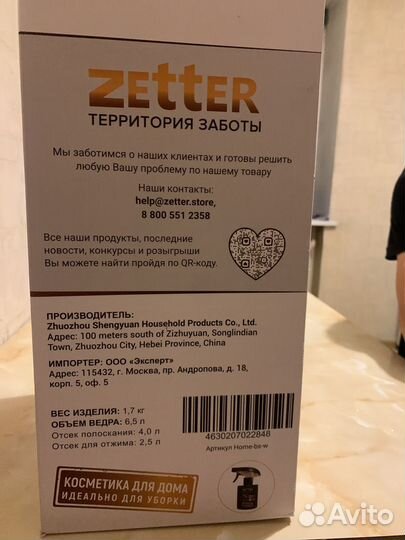 ZETTER
ТЕРРИТОРИЯ ЗАБОТЫ
Мы заботимся о наших клиентах и готовы решить
любую Вашу проблему по нашему товару
Наши контакты:
help@zetter.store,
8 800 551 2358
Все наши продукты, последние
новости, конкурсы и розыгрыши
Вы можете найти пройдя по QR-коду.
ПРОИЗВОДИТЕЛЬ:
Zhuozhou Shengyuan Household Products Co., Ltd.
Адрес: 100 meters south of Zizhuyuan, Songlindian
Town, Zhuozhou City, Hebei Province, China
ИМПОРТЕР: ООО «Эксперт»
Адрес: 115432, г. Москва, пр. Андропова, д. 18,
корп. 5, оф. 5
ВЕС ИЗДЕЛИЯ: 1,7 кг
ОБЪЕМ ВЕДРА: 6,5 л
Отсек полоскания: 4,0 л
Отсек для отжима: 2,5 л
4630207022848
Артикул Home-bs-w
КОСМЕТИКА ДЛЯ ДОМА
ИДЕАЛЬНО ДЛЯ УБОРКИ
Avito